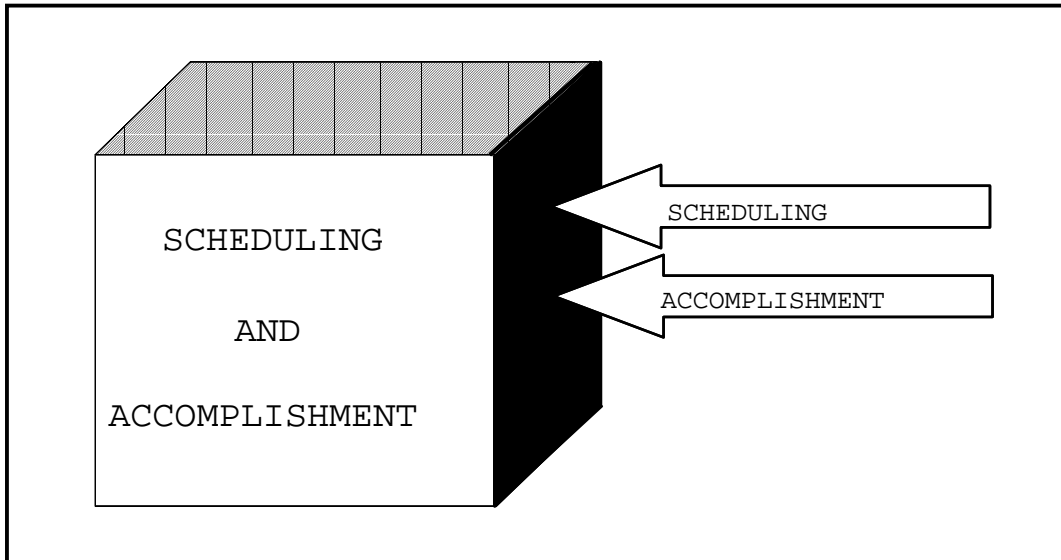 SCHEDULING
AND
ACCOMPLISHMENT
SCHEDULING
ACCOMPLISHMENT